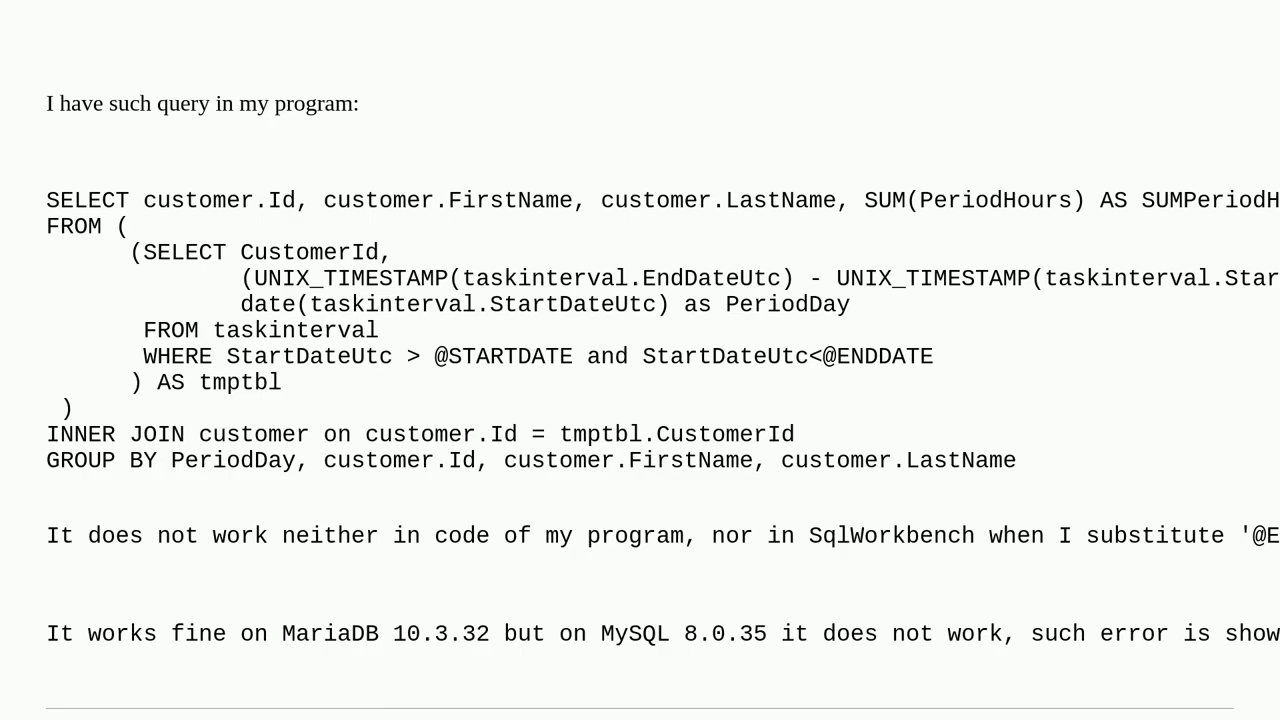 I have such query in my program:
SELECT customer.Id, customer.FirstName, customer.LastName, SUM(PeriodHours) AS SUMPeriodH
FROM (
(SELECT CustomerId,
(UNIX_TIMESTAMP(taskinterval.EndDateUtc) - UNIX_TIMESTAMP(taskinterval.Star
date(taskinterval.StartDateUtc) as PeriodDay
FROM taskinterval
WHERE StartDateUtc > @STARTDATE and StartDateUtc<@ENDDATE
) AS tmptbl
)
INNER JOIN customer on customer.Id = tmptbl.CustomerId
GROUP BY PeriodDay, customer.Id, customer.FirstName, customer.LastName
It does not work neither in code of my program, nor in SqlWorkbench when I substitute '@E
It works fine on MariaDB 10.3.32 but on MySQL 8.0.35 it does not work, such error is show